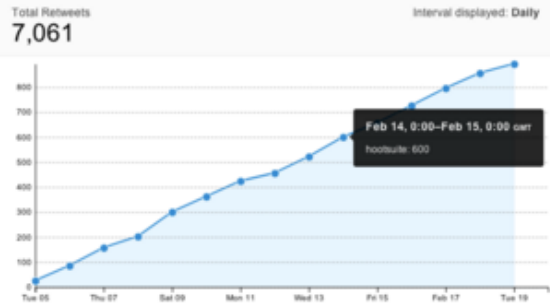 Total Retweets
Interval displayed: Daily
7,061
800
700
600
500
400
300
200
100
0
Feb 14, 0:00–Feb 15, 0:00 GMT
hootsuite: 600
Tue 05
Thu 07
Sat 09
Mon 11
Wed 13
Fri 15
Feb 17
Tue 19